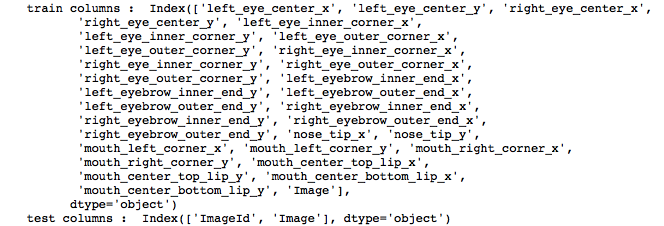 train columns :  Index(['left_eye_center_x', 'left_eye_center_y', 'right_eye_center_x',
'right_eye_center_y', 'left_eye_inner_corner_x',
'left_eye_inner_corner_y', 'left_eye_outer_corner_x',
'left_eye_outer_corner_y', 'right_eye_inner_corner_x',
'right_eye_inner_corner_y', 'right_eye_outer_corner_x',
'right_eye_outer_corner_y', 'left_eyebrow_inner_end_x',
'left_eyebrow_inner_end_y', 'left_eyebrow_outer_end_x',
'left_eyebrow_outer_end_y', 'right_eyebrow_inner_end_x',
'right_eyebrow_inner_end_y', 'right_eyebrow_outer_end_x',
'right_eyebrow_outer_end_y', 'nose_tip_x', 'nose_tip_y',
'mouth_left_corner_x', 'mouth_left_corner_y', 'mouth_right_corner_x',
'mouth_right_corner_y', 'mouth_center_top_lip_x',
'mouth_center_top_lip_y', 'mouth_center_bottom_lip_x',
'mouth_center_bottom_lip_y', 'Image'],
dtype='object')
test columns :  Index(['ImageId', 'Image'], dtype='object')